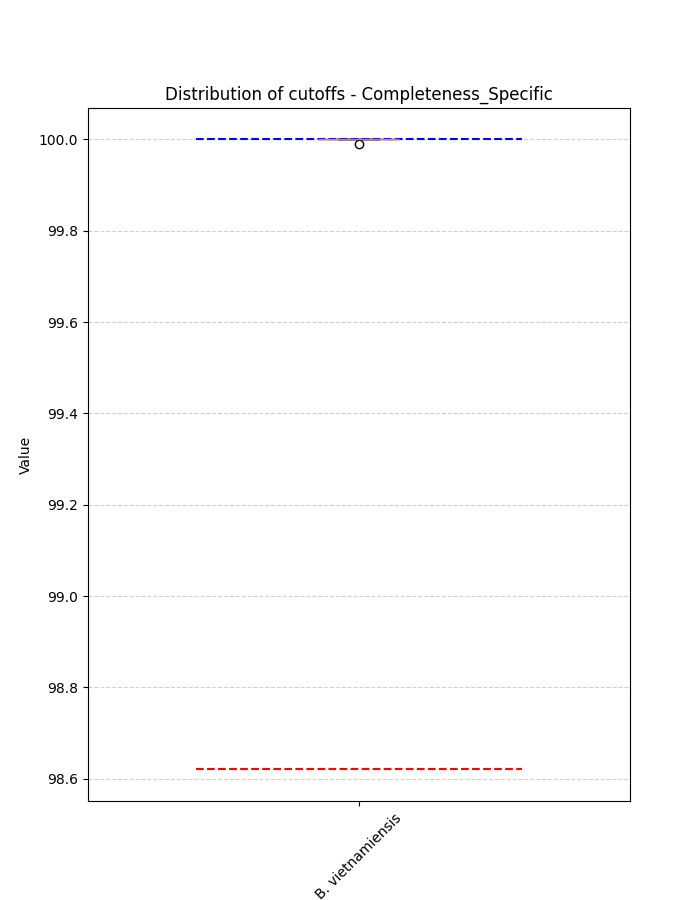 Distribution of cutoffs - Completeness_Specific
100.0
99.8
99.6
99.4
99.2
99.0
98.8
98.6
Value
B. vietnamiensis